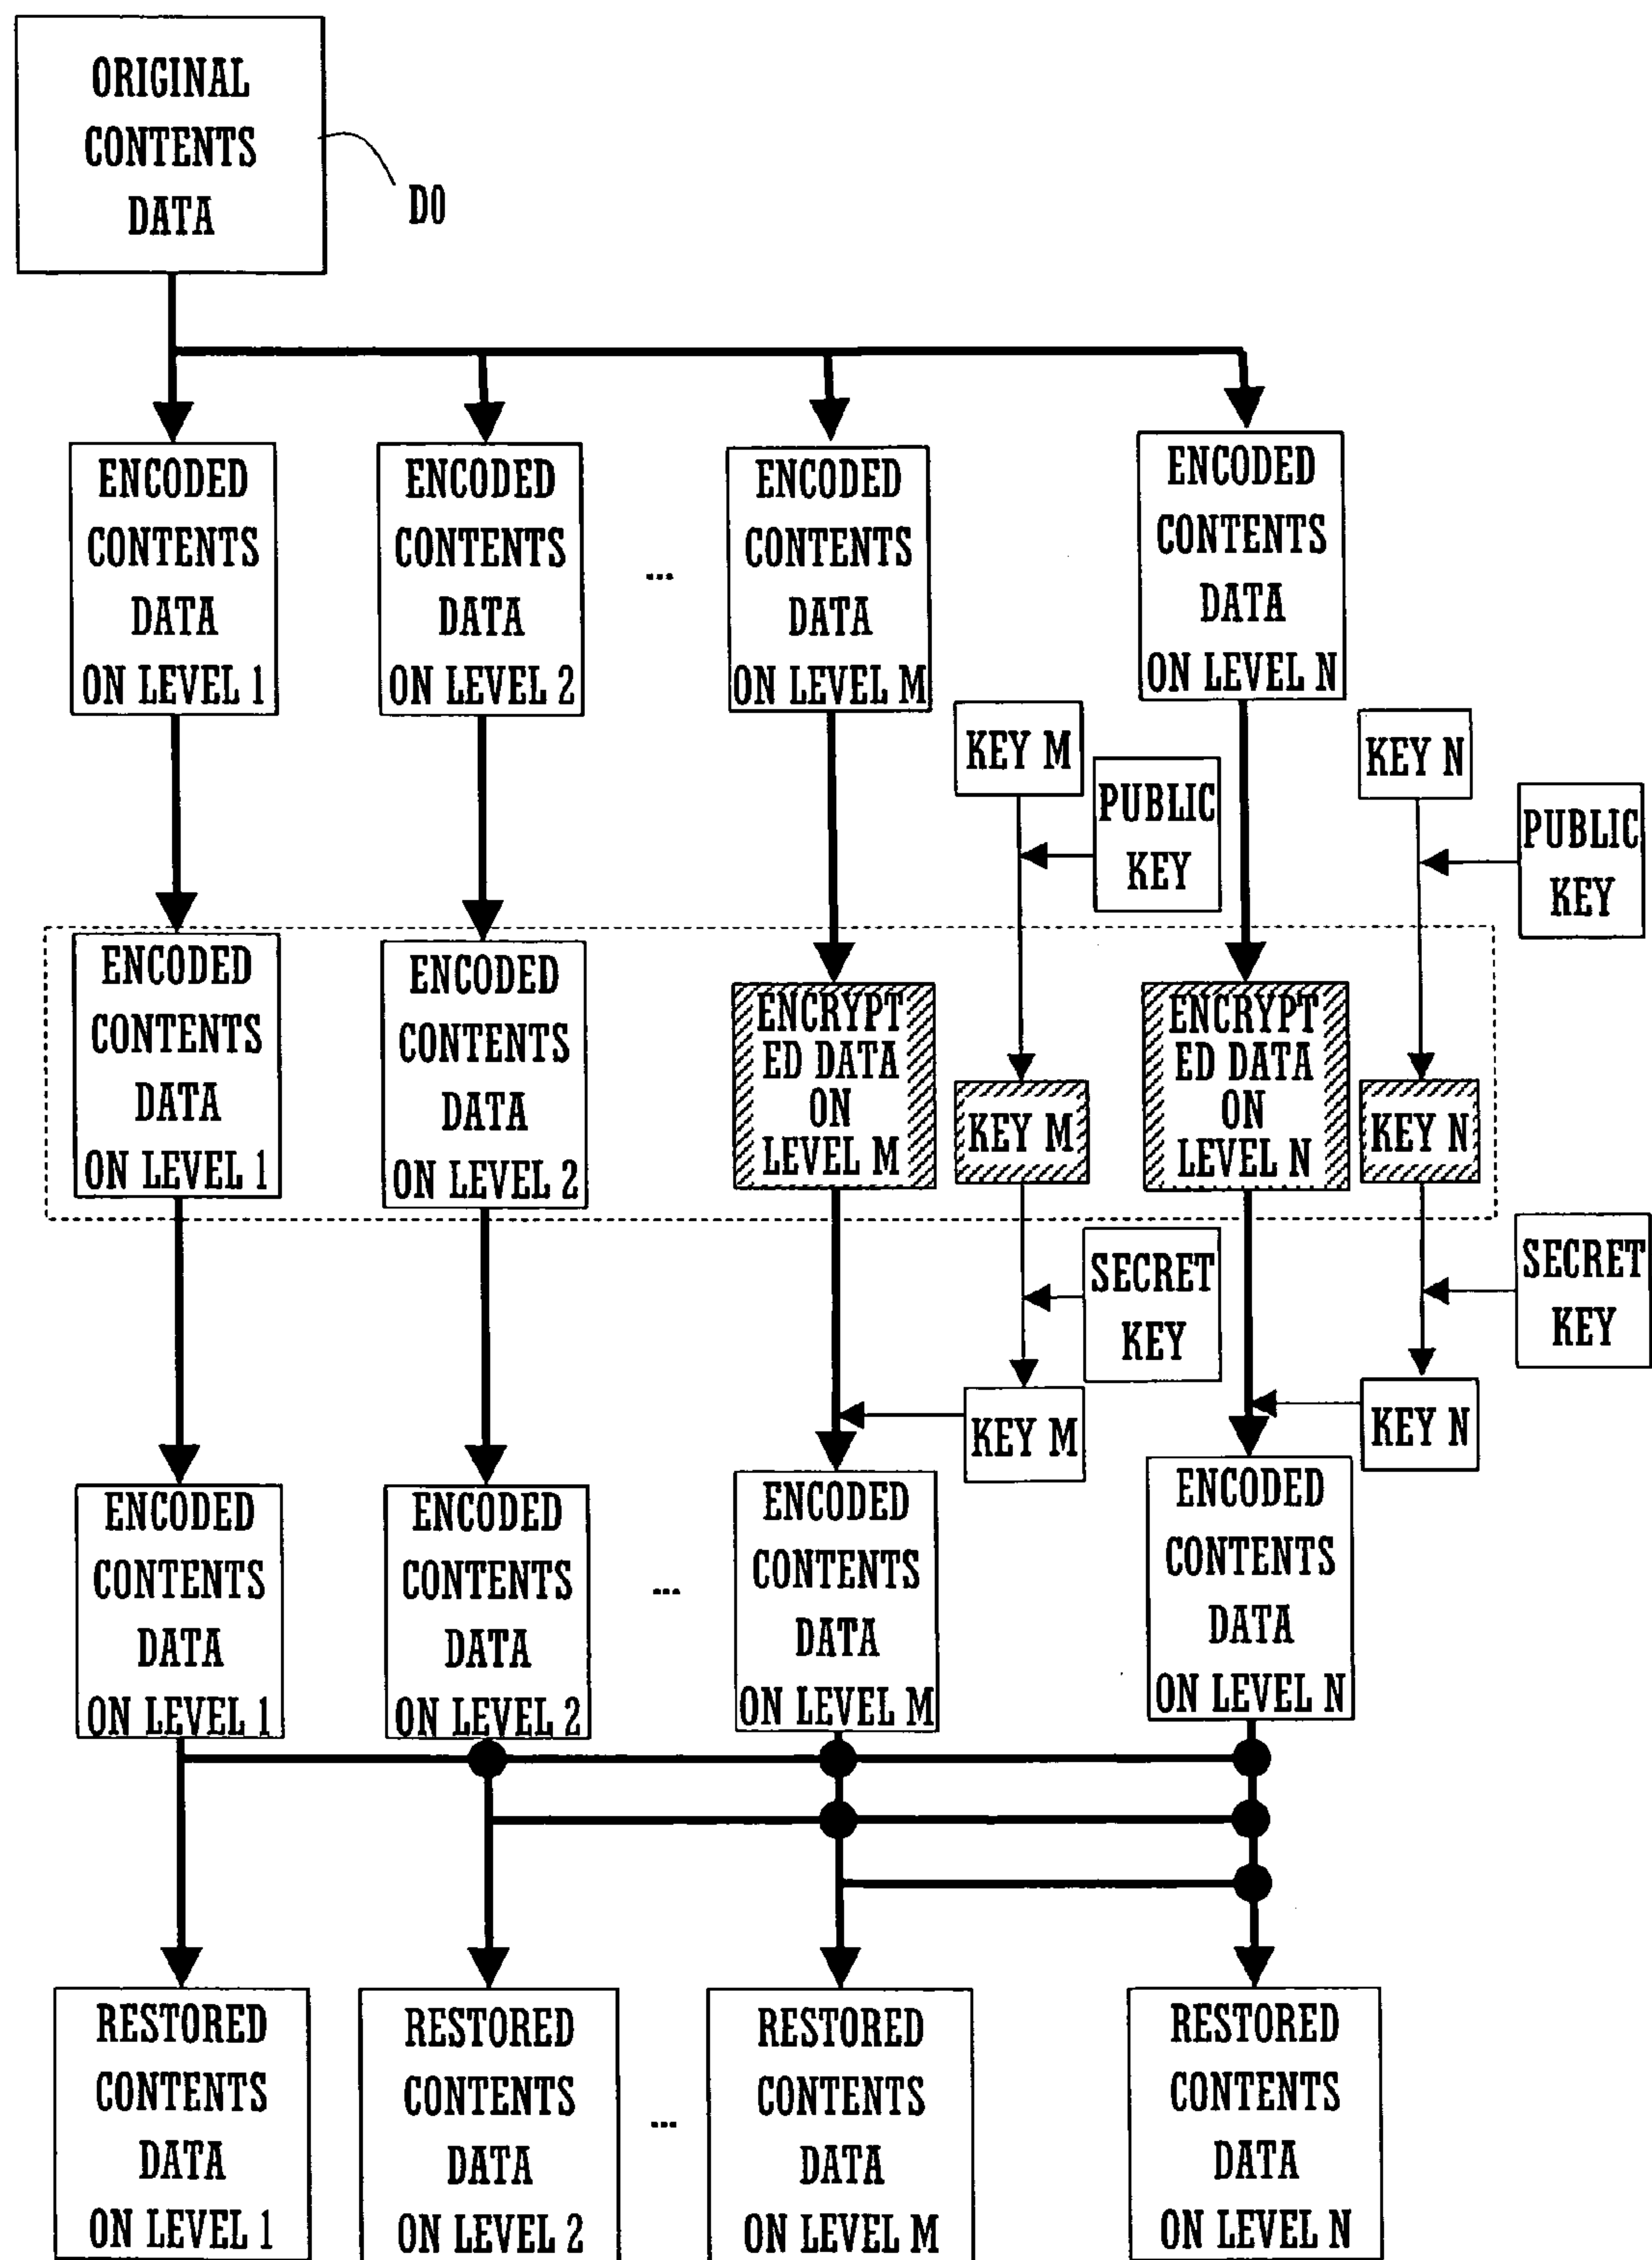 ORIGINAL
CONTENTS
DATA
D0
ENCODED
CONTENTS
DATA
ON LEVEL 1
ENCODED
CONTENTS
DATA
ON LEVEL 2
...
ENCODED
CONTENTS
DATA
ON LEVEL M
ENCODED
CONTENTS
DATA
ON LEVEL N
KEY M
PUBLIC
KEY
KEY N
PUBLIC
KEY
ENCODED
CONTENTS
DATA
ON LEVEL 1
ENCODED
CONTENTS
DATA
ON LEVEL 2
ENCRYPT
ED DATA
ON
LEVEL M
KEY M
ENCRYPT
ED DATA
ON
LEVEL N
KEY N
SECRET
KEY
SECRET
KEY
KEY M
KEY N
ENCODED
CONTENTS
DATA
ON LEVEL 1
ENCODED
CONTENTS
DATA
ON LEVEL 2
...
ENCODED
CONTENTS
DATA
ON LEVEL M
ENCODED
CONTENTS
DATA
ON LEVEL N
RESTORED
CONTENTS
DATA
ON LEVEL 1
RESTORED
CONTENTS
DATA
ON LEVEL 2
...
RESTORED
CONTENTS
DATA
ON LEVEL M
RESTORED
CONTENTS
DATA
ON LEVEL N